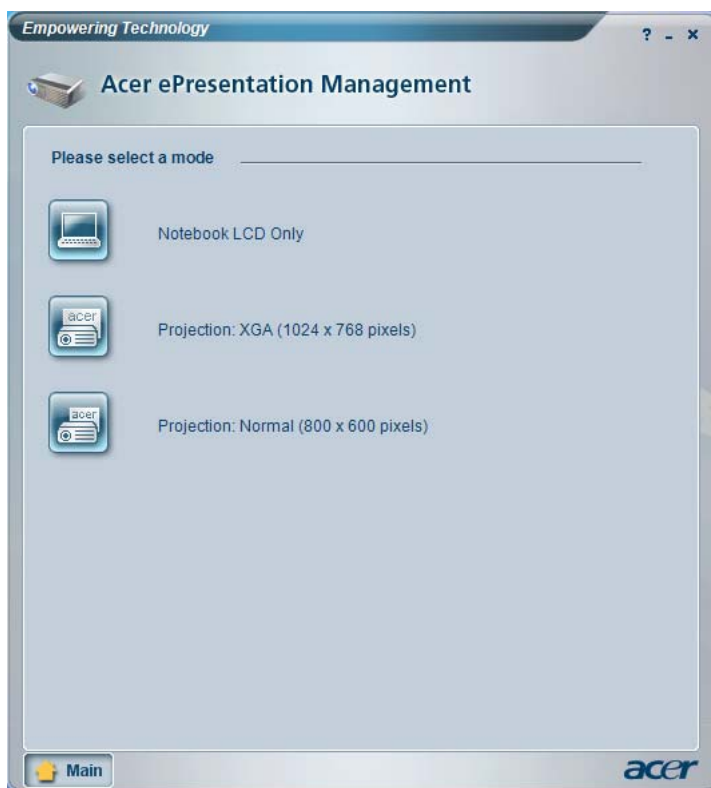 Empowering Technology
? - ×
Acer ePresentation Management
Please select a mode
Notebook LCD Only
acer
Projection: XGA (1024 x 768 pixels)
acer
Projection: Normal (800 x 600 pixels)
Main
acer